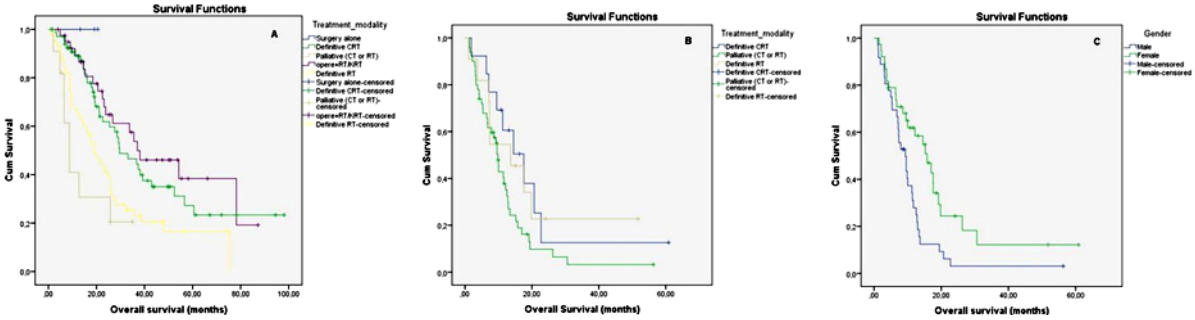 Survival Functions
A
Treatment_modality
Surgery alone
Definitive CRT
Palliative (CT or RT)
opere+RT/KRT
Definitive RT
Surgery alone-censored
Definitive CRT-censored
Palliative (CT or RT)-
censored
opere+RT/KRT-censored
Definitive RT-censored
Cum Survival
1,0
0,8
0,6
0,4
0,2
0,0
,00 20,00 40,00 60,00 80,00 100,00
Overall survival (months)
Survival Functions
B
Treatment_modality
Definitive CRT
Palliative (CT or RT)
Definitive RT
Definitive CRT-censored
Palliative (CT or RT)-
censored
Definitive RT-censored
Cum Survival
1,0
0,8
0,6
0,4
0,2
0,0
,00 20,00 40,00 60,00
Overall Survival (months)
Survival Functions
C
Gender
Male
Female
Male-censored
Female-censored
Cum Survival
1,0
0,8
0,6
0,4
0,2
0,0
,00 20,00 40,00 60,00
Overall survival (months)